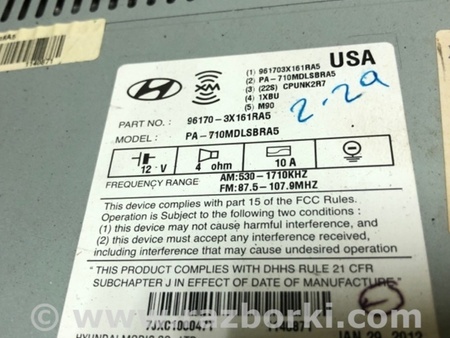 USA
XM
(1) 961703X161RA5
(2) PA-710MDLSBRA5
(3) (22S) CPUNK2R7
(4) 1XBU
(5) M90
2-2a
PART NO. : 96170-3X161RA5
MODEL : PA-710MDLSBRA5
12 V 4 ohm 10 A
FREQUENCY RANGE AM:530-1710KHZ
FM:87.5-107.9MHZ
This device complies with part 15 of the FCC Rules.
Operation is Subject to the following two conditions :
(1) this device may not cause harmful interference, and
(2) this device must accept any interference received,
including interference that may cause undesired operation
" THIS PRODUCT COMPLIES WITH DHHS RULE 21 CFR
SUBCHAPTER J IN EFFECT DATE OF DATE OF MANUFACTURE."
E
JAN 29 2012